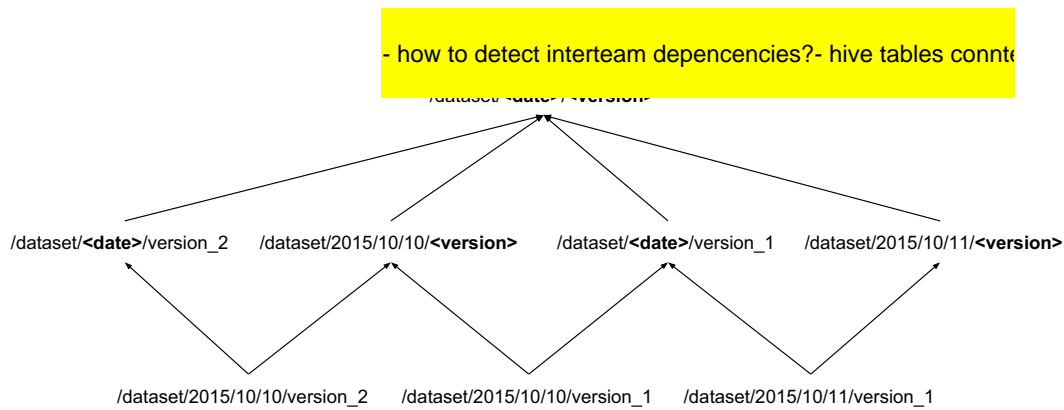 - how to detect interteam depencencies?- hive tables connte
/dataset/<date>/<version>
/dataset/<date>/version_2 /dataset/2015/10/10/<version> /dataset/<date>/version_1 /dataset/2015/10/11/<version>
/dataset/2015/10/10/version_2 /dataset/2015/10/10/version_1 /dataset/2015/10/11/version_1